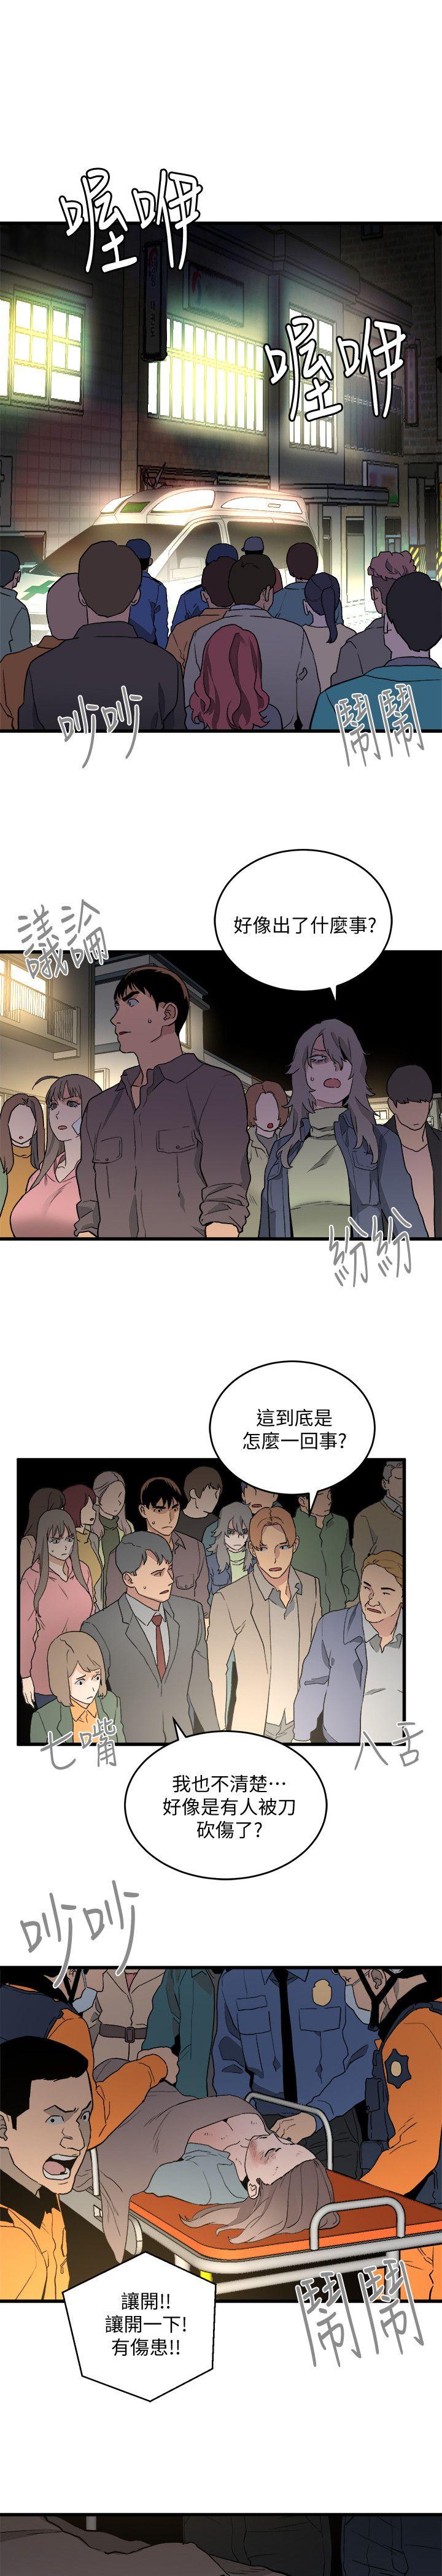 喔咿
喔咿
吵吵
鬧鬧
好像出了什麼事?
議論
紛紛
這到底是
怎麼一回事?
七嘴
八舌
我也不清楚⋯
好像是有人被刀
砍傷了?
吵吵
讓開!!
讓開一下!
有傷患!!
鬧鬧